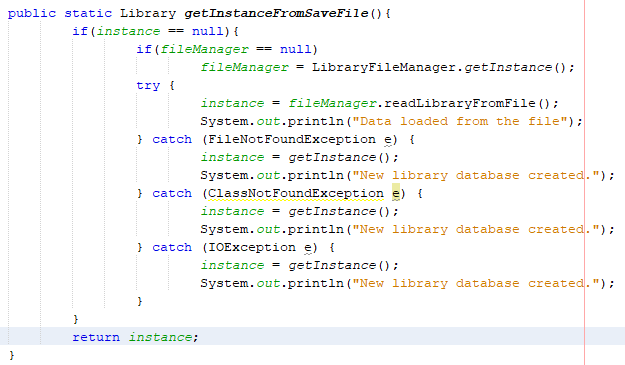 public static Library getInstanceFromSaveFile(){
if(instance == null){
if(fileManager == null)
fileManager = LibraryFileManager.getInstance();
try {
instance = fileManager.readLibraryFromFile();
System.out.println("Data loaded from the file");
} catch (FileNotFoundException e) {
instance = getInstance();
System.out.println("New library database created.");
} catch (ClassNotFoundException e) {
instance = getInstance();
System.out.println("New library database created.");
} catch (IOException e) {
instance = getInstance();
System.out.println("New library database created.");
}
}
return instance;
}